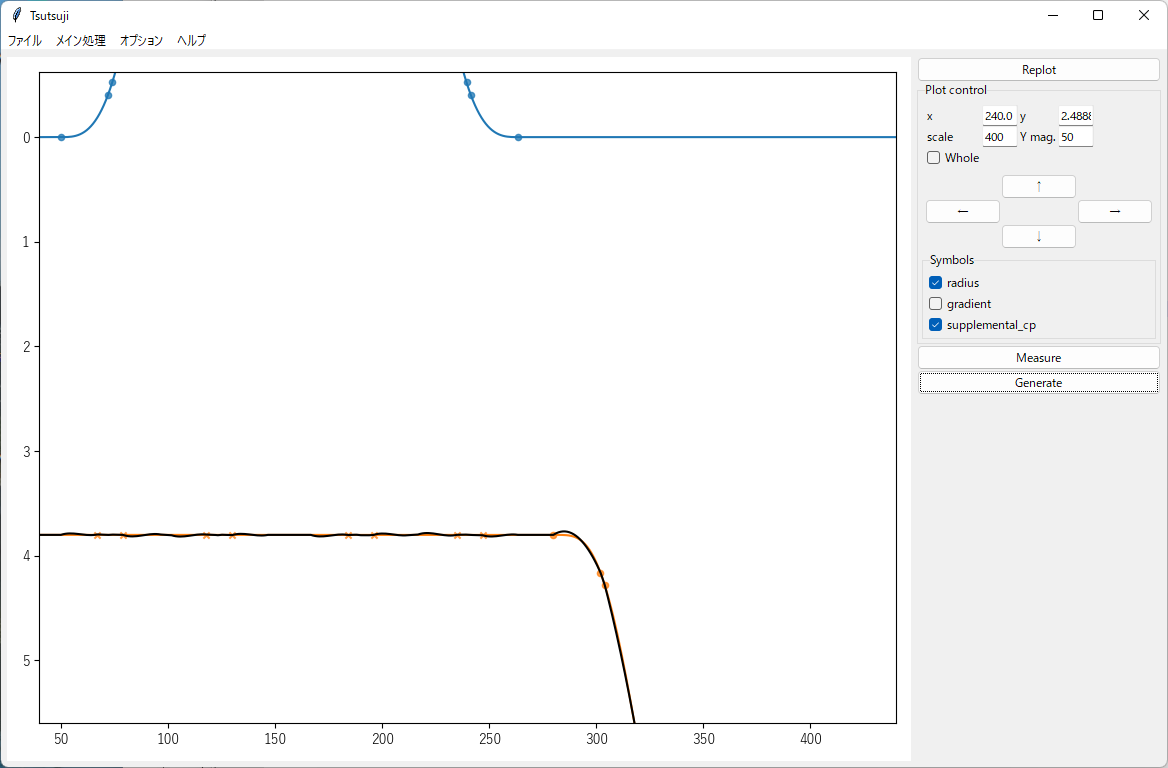 Tsutsuji
ファイル メイン処理 オプション ヘルプ
Replot
Plot control
x 240.0 y 2.4888
scale 400 Y mag. 50
Whole
↑
← →
↓
Symbols
radius
gradient
supplemental_cp
Measure
Generate
0
1
2
3
4
5
50 100 150 200 250 300 350 400